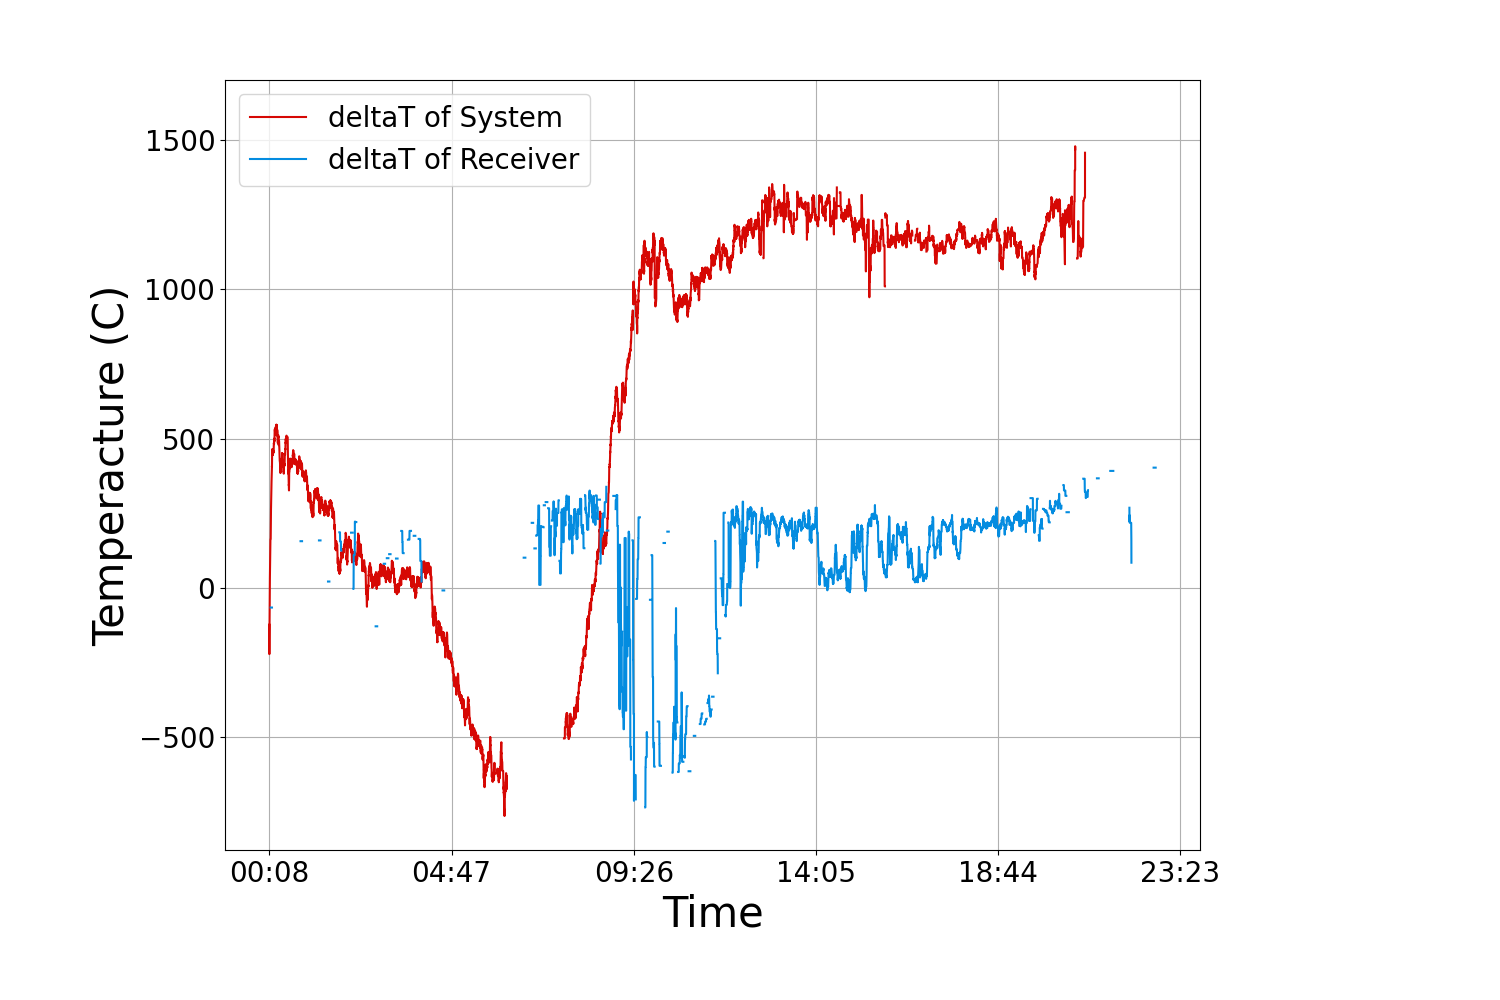 deltaT of System
deltaT of Receiver
1500
1000
500
0
−500
Temperacture (C)
00:08 04:47 09:26 14:05 18:44 23:23
Time